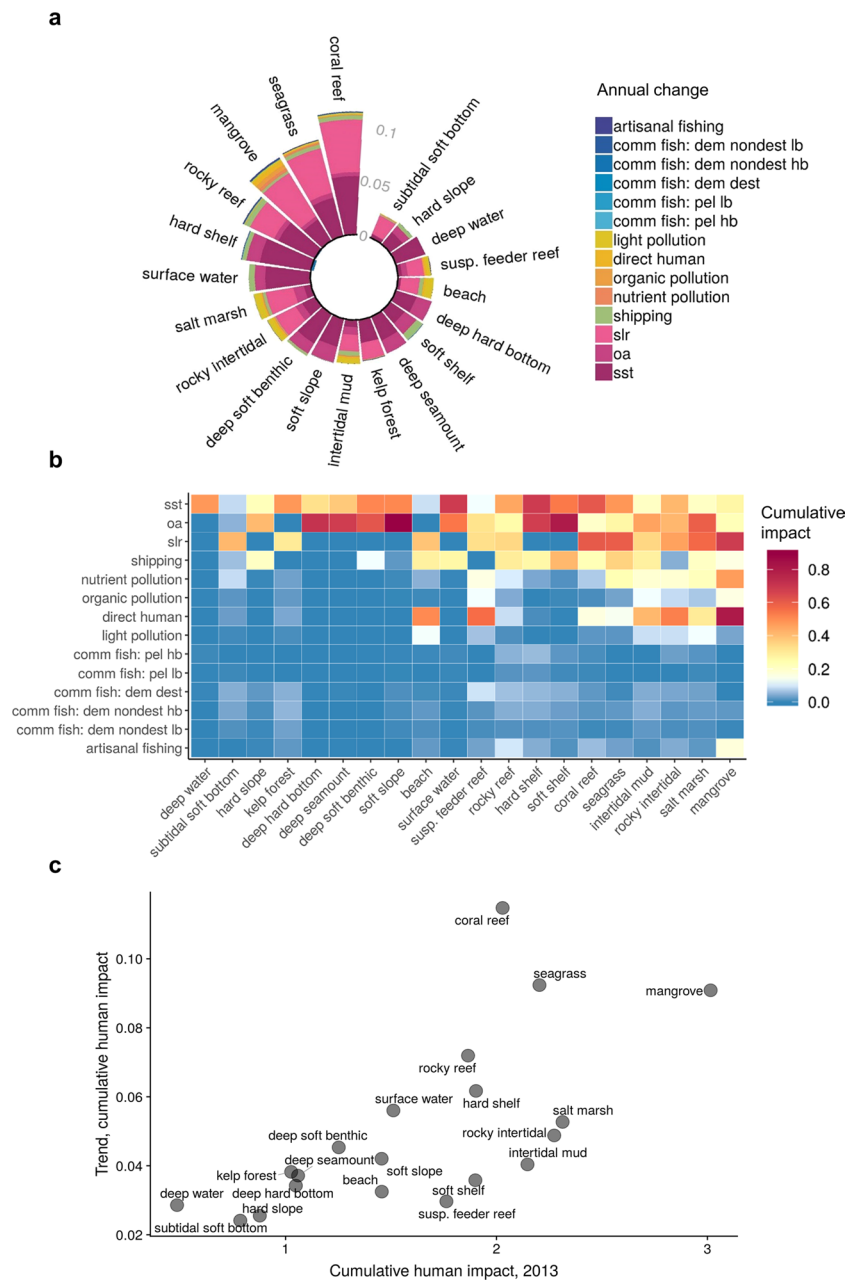 a
coral reef
seagrass
mangrove
rocky reef
hard shelf
surface water
salt marsh
rocky intertidal
deep soft benthic
soft slope
intertidal mud
kelp forest
deep seamount
soft shelf
deep hard bottom
beach
susp. feeder reef
deep water
hard slope
subtidal soft bottom
0.1
0.05
0
Annual change
artisanal fishing
comm fish: dem nondest lb
comm fish: dem nondest hb
comm fish: dem dest
comm fish: pel lb
comm fish: pel hb
light pollution
direct human
organic pollution
nutrient pollution
shipping
slr
oa
sst
b
sst
oa
slr
shipping
nutrient pollution
organic pollution
direct human
light pollution
comm fish: pel hb
comm fish: pel lb
comm fish: dem dest
comm fish: dem nondest hb
comm fish: dem nondest lb
artisanal fishing
deep water
subtidal soft bottom
hard slope
kelp forest
deep hard bottom
deep seamount
deep soft benthic
soft slope
beach
surface water
susp. feeder reef
rocky reef
hard shelf
soft shelf
coral reef
seagrass
intertidal mud
rocky intertidal
salt marsh
mangrove
Cumulative
impact
0.8
0.6
0.4
0.2
0.0
c
Trend, cumulative human impact
0.10
0.08
0.06
0.04
0.02
coral reef
seagrass
mangrove
rocky reef
hard shelf
surface water
salt marsh
rocky intertidal
deep soft benthic
intertidal mud
deep seamount
soft slope
kelp forest
beach
deep water
deep hard bottom
soft shelf
hard slope
susp. feeder reef
subtidal soft bottom
1
2
3
Cumulative human impact, 2013